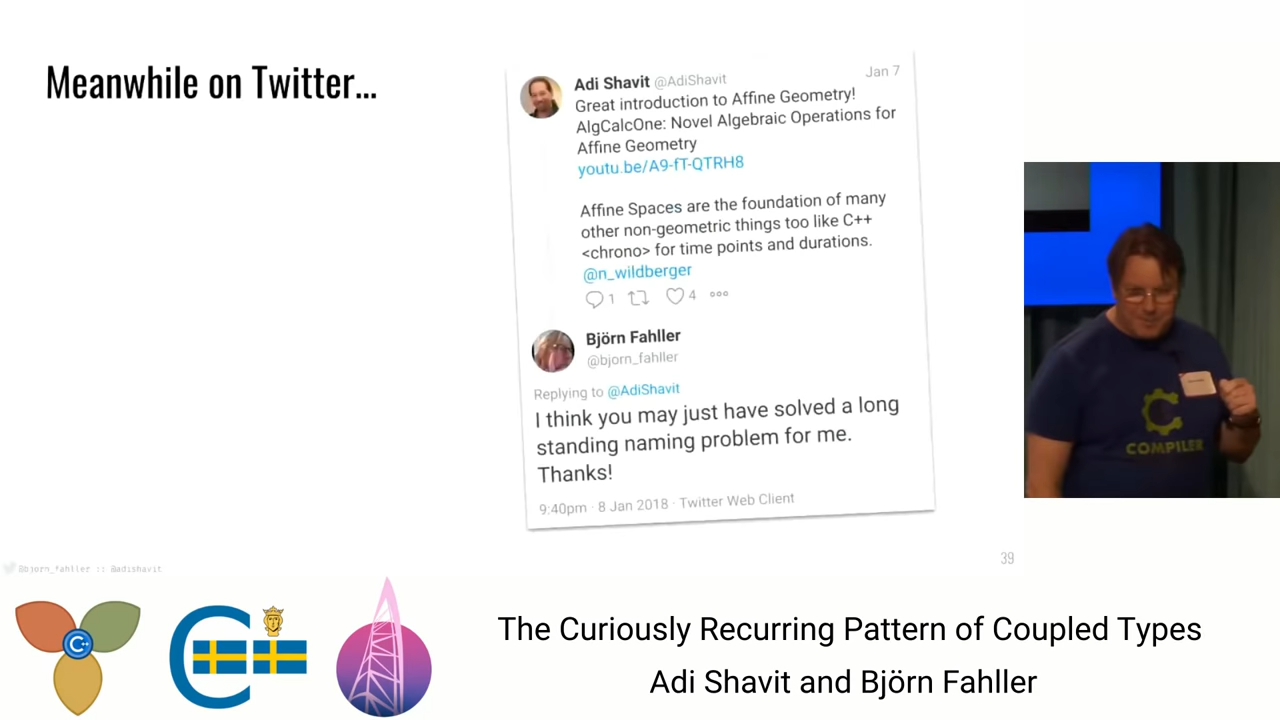 Meanwhile on Twitter...
Adi Shavit @AdiShavit
Jan 7
Great introduction to Affine Geometry!
AlgCalcOne: Novel Algebraic Operations for
Affine Geometry
youtu.be/A9-fT-QTRH8
Affine Spaces are the foundation of many
other non-geometric things too like C++
<chrono> for time points and durations.
@n_wildberger
1
4
Björn Fahller
@bjorn_fahller
Replying to @AdiShavit
I think you may just have solved a long
standing naming problem for me.
Thanks!
9:40pm · 8 Jan 2018 · Twitter Web Client
39
@bjorn_fahller :: @adishavit
COMPILER
C++
The Curiously Recurring Pattern of Coupled Types
Adi Shavit and Björn Fahller